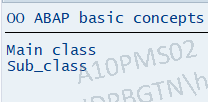 OO ABAP basic concepts
Main class
Sub_class
A10PMS02